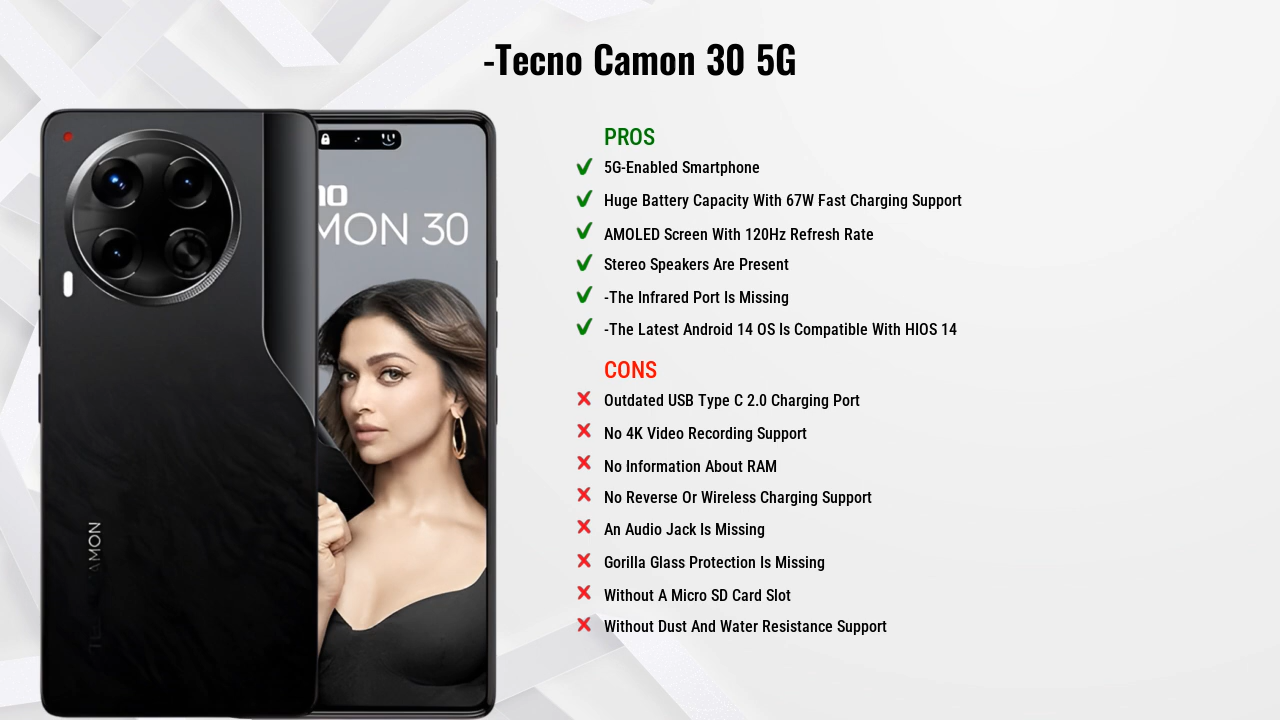 -Tecno Camon 30 5G
no
MON 30
AMON
PROS
5G-Enabled Smartphone
Huge Battery Capacity With 67W Fast Charging Support
AMOLED Screen With 120Hz Refresh Rate
Stereo Speakers Are Present
-The Infrared Port Is Missing
-The Latest Android 14 OS Is Compatible With HIOS 14
CONS
Outdated USB Type C 2.0 Charging Port
No 4K Video Recording Support
No Information About RAM
No Reverse Or Wireless Charging Support
An Audio Jack Is Missing
Gorilla Glass Protection Is Missing
Without A Micro SD Card Slot
Without Dust And Water Resistance Support